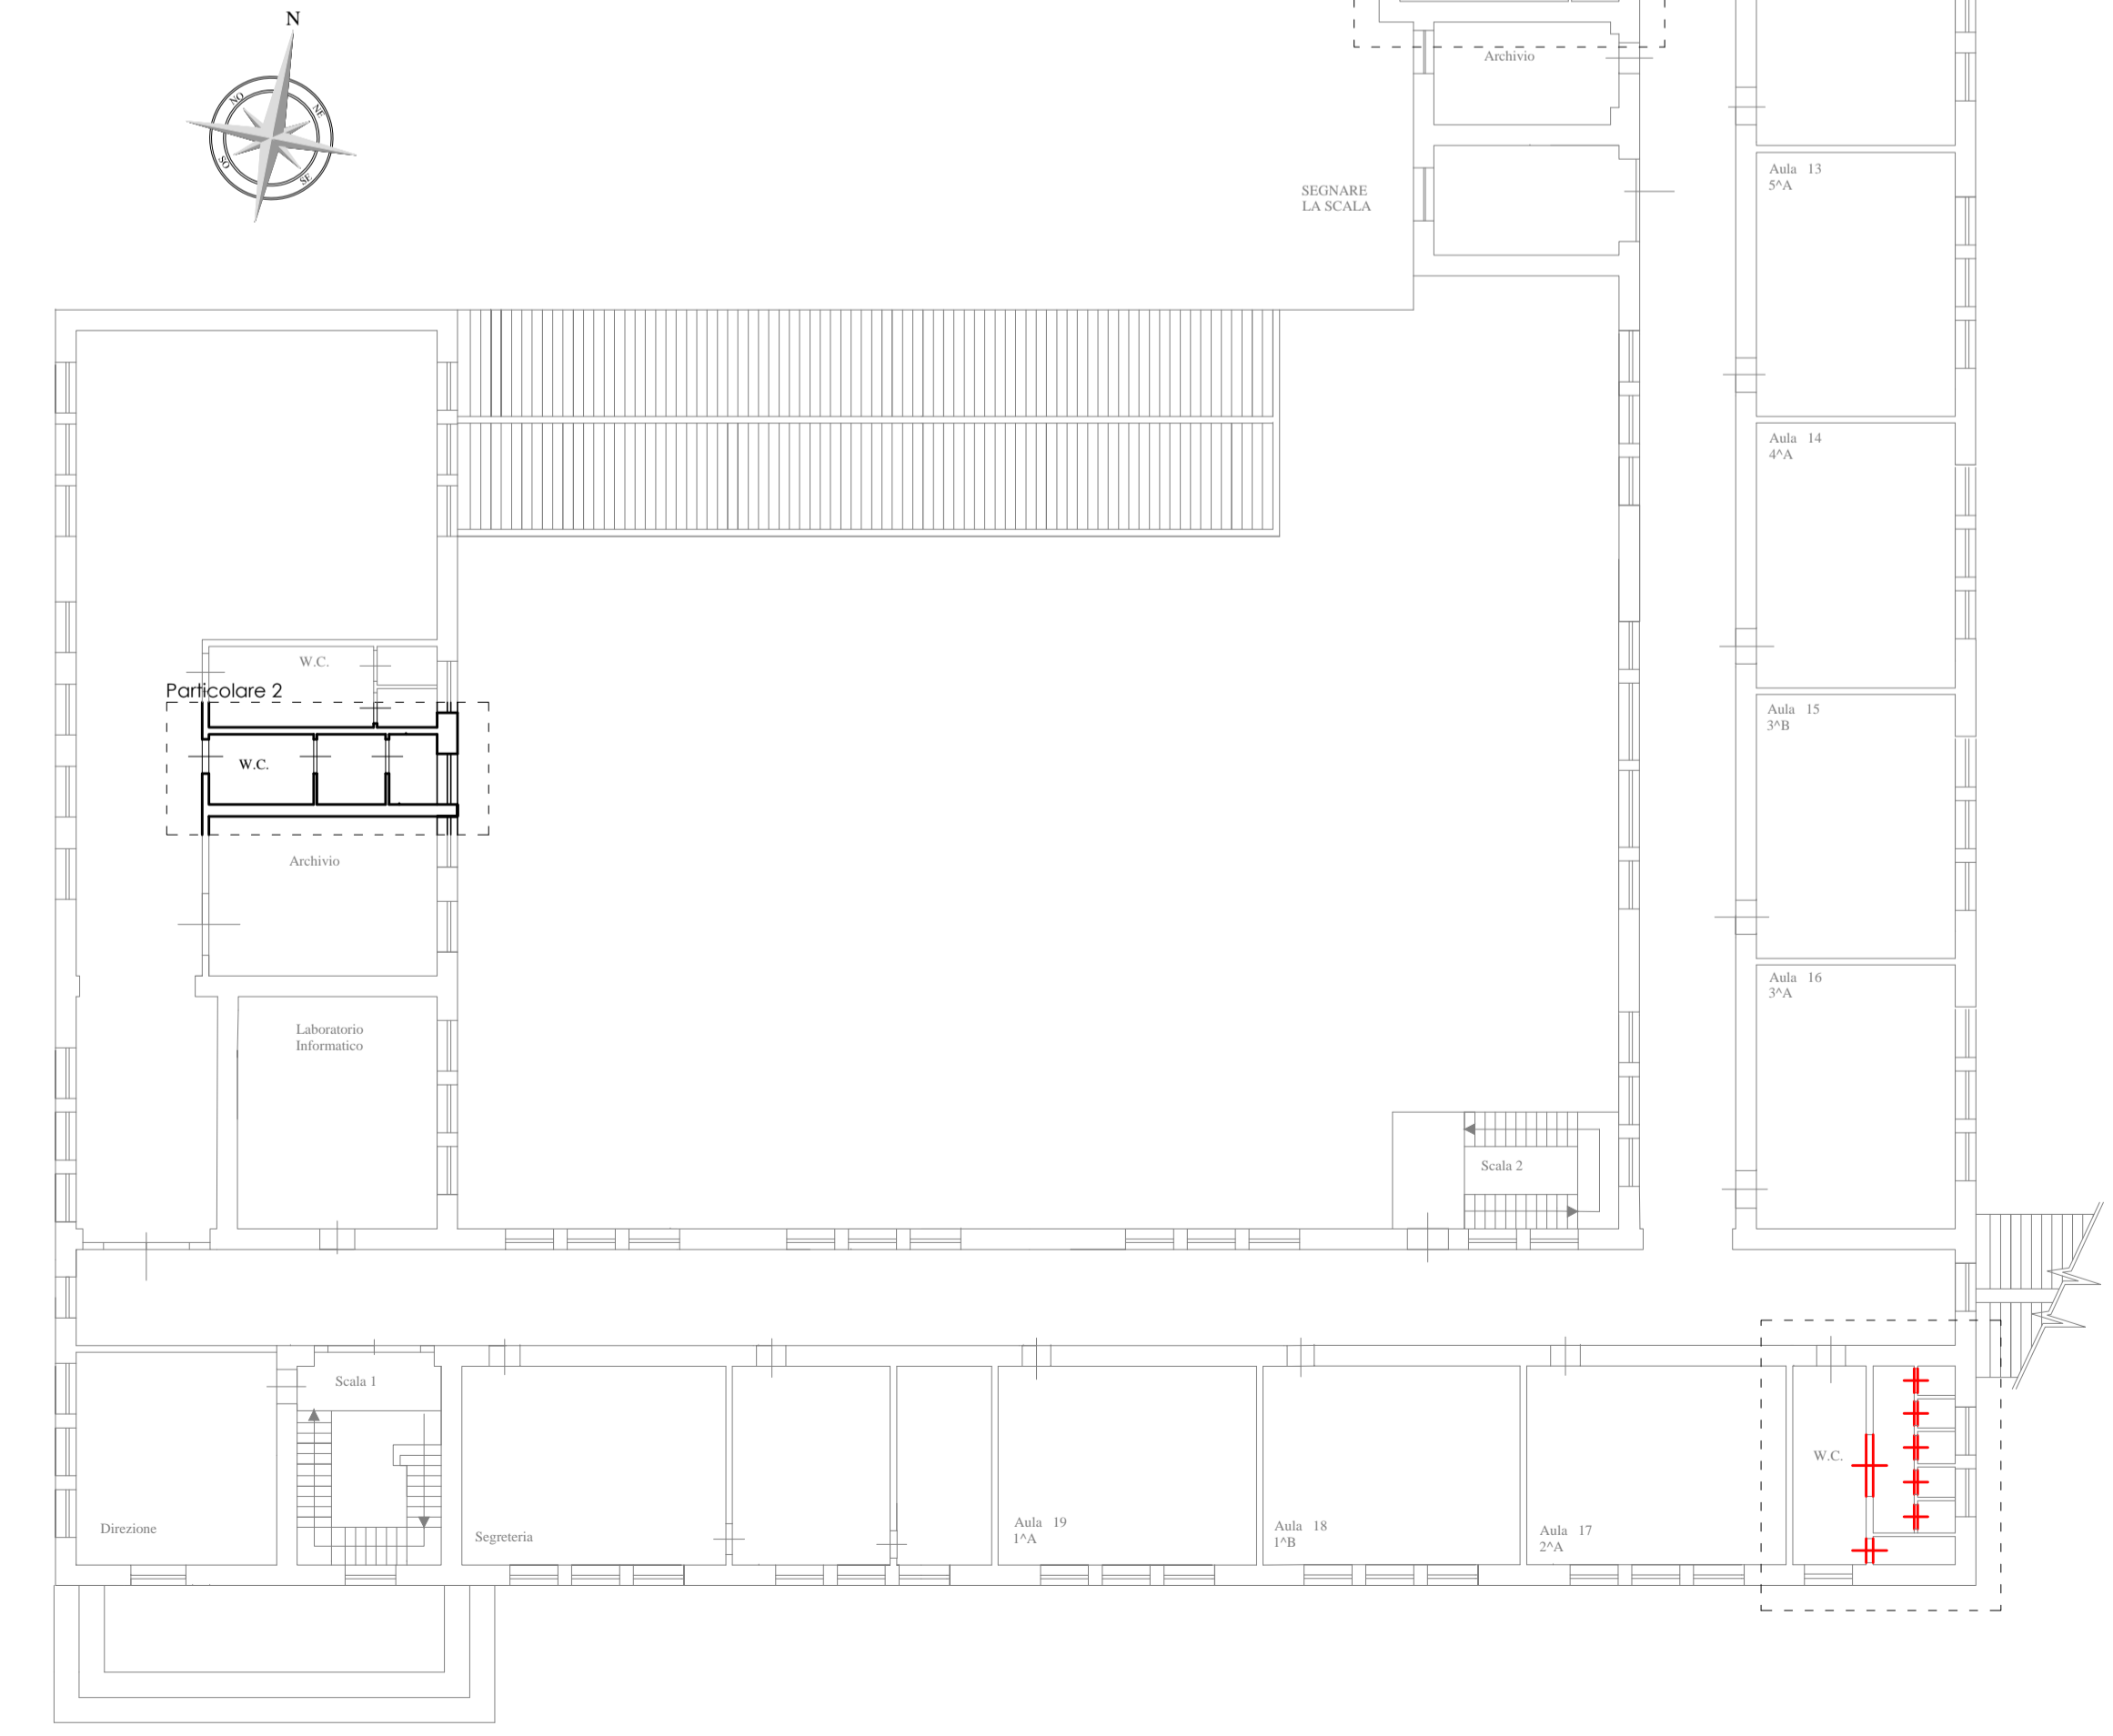 N
NO
NE
SO
SE
Archivio
SEGNARE
LA SCALA
Aula 13
5^A
Aula 14
4^A
W.C.
Particolare 2
Aula 15
3^B
W.C.
Archivio
Aula 16
3^A
Laboratorio
Informatico
Scala 2
Scala 1
W.C.
Direzione
Segreteria
Aula 19
1^A
Aula 18
1^B
Aula 17
2^A